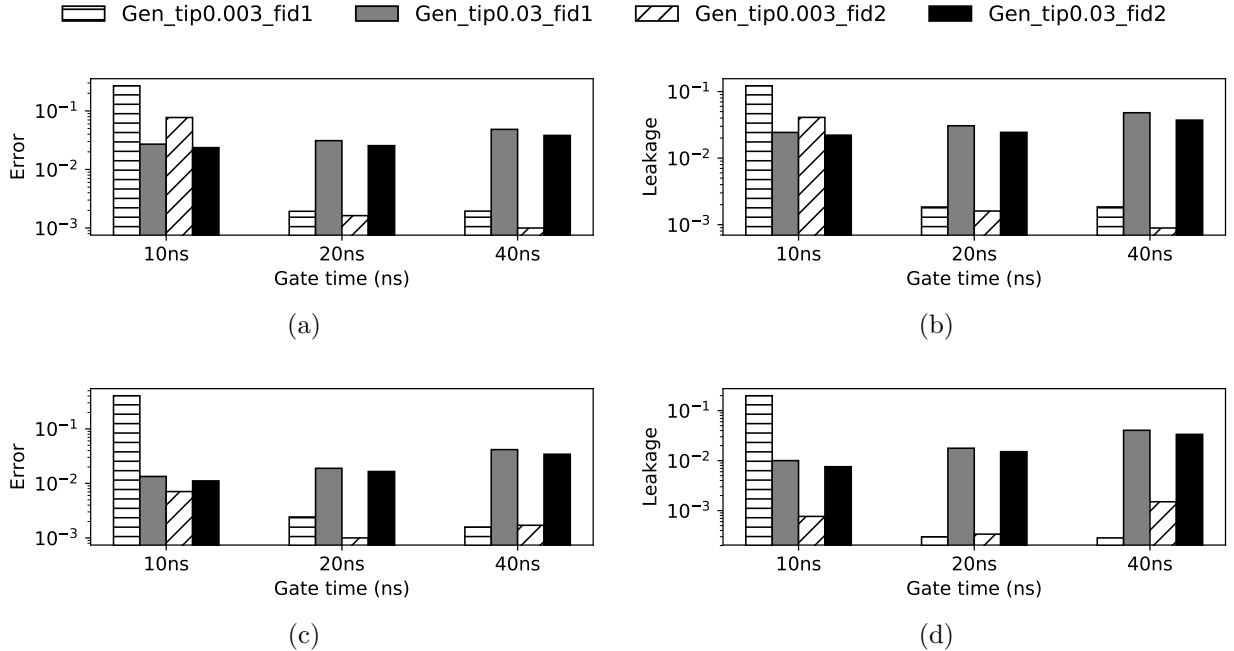 Gen_tip0.003_fid1 Gen_tip0.03_fid1 Gen_tip0.003_fid2 Gen_tip0.03_fid2
Error
10⁻¹
10⁻²
10⁻³
10ns 20ns 40ns
Gate time (ns)
(a)
Leakage
10⁻¹
10⁻²
10⁻³
10ns 20ns 40ns
Gate time (ns)
(b)
Error
10⁻¹
10⁻²
10⁻³
10ns 20ns 40ns
Gate time (ns)
(c)
Leakage
10⁻¹
10⁻²
10⁻³
10ns 20ns 40ns
Gate time (ns)
(d)